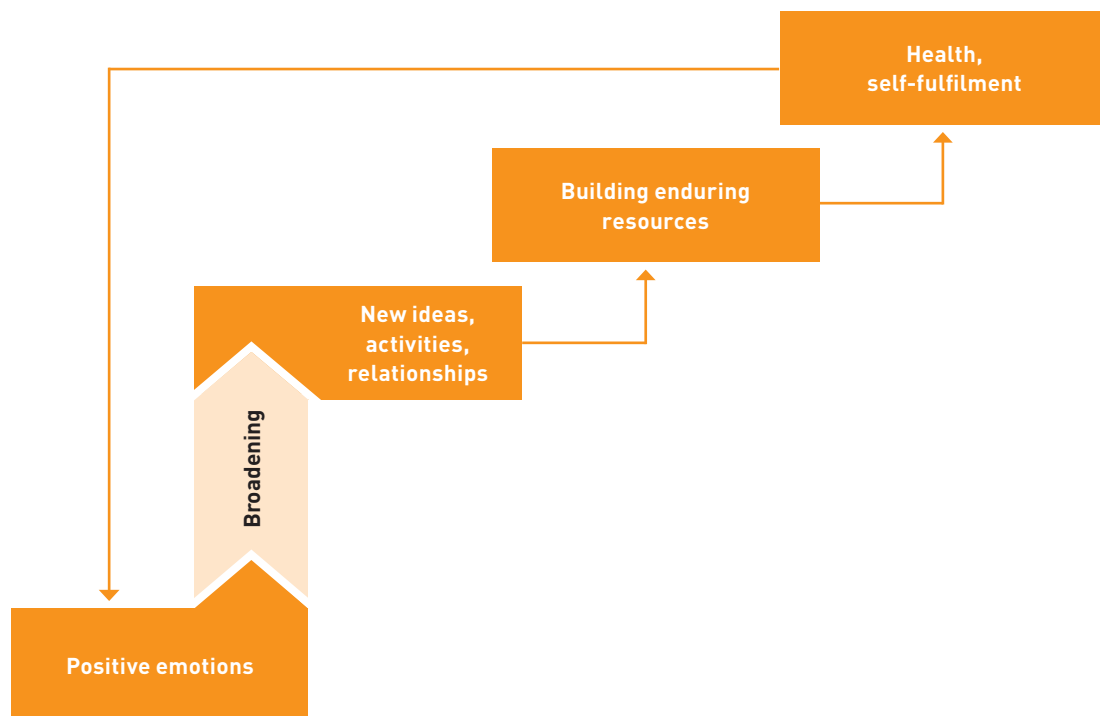 Health,
self-fulfilment
Building enduring
resources
New ideas,
activities,
relationships
Broadening
Positive emotions